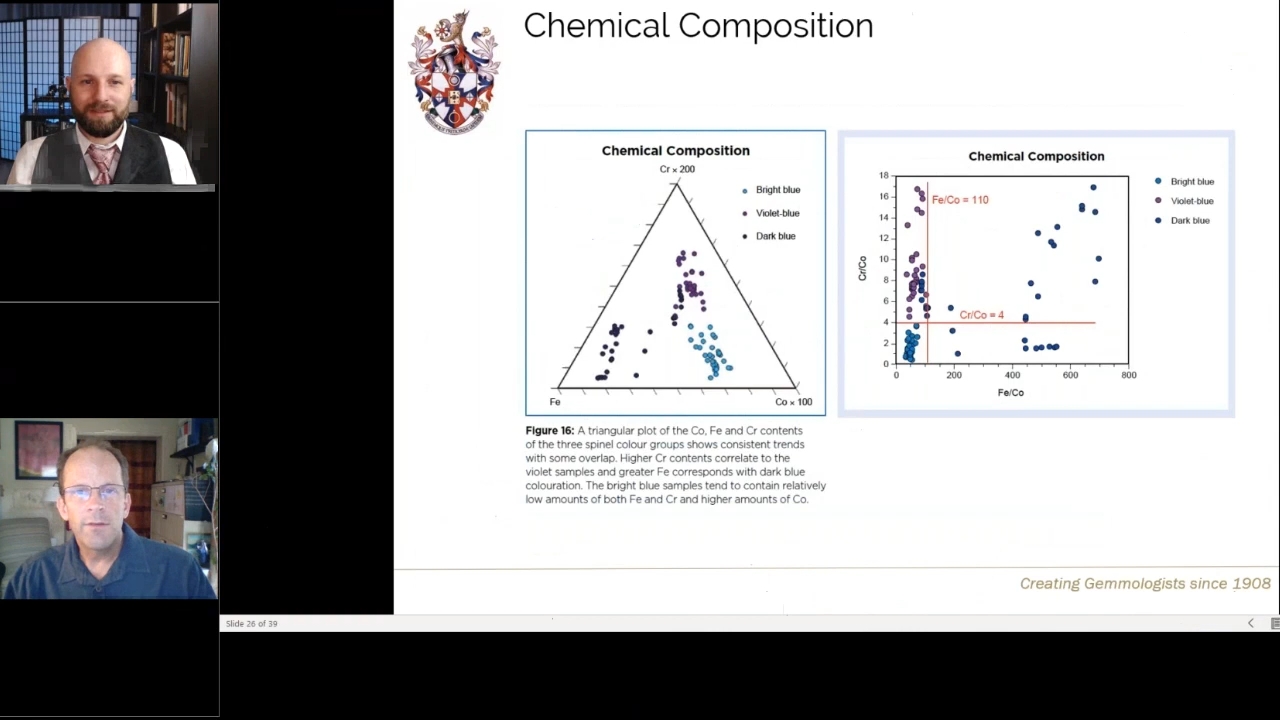 Chemical Composition
Chemical Composition
Cr × 200
Bright blue
Violet-blue
Dark blue
Fe
Co × 100
Figure 16: A triangular plot of the Co, Fe and Cr contents
of the three spinel colour groups shows consistent trends
with some overlap. Higher Cr contents correlate to the
violet samples and greater Fe corresponds with dark blue
colouration. The bright blue samples tend to contain relatively
low amounts of both Fe and Cr and higher amounts of Co.
Chemical Composition
18
16
14
12
10
8
6
4
2
0
Cr/Co
Fe/Co = 110
Cr/Co = 4
0 200 400 600 800
Fe/Co
Bright blue
Violet-blue
Dark blue
Creating Gemmologists since 1908
Slide 26 of 39